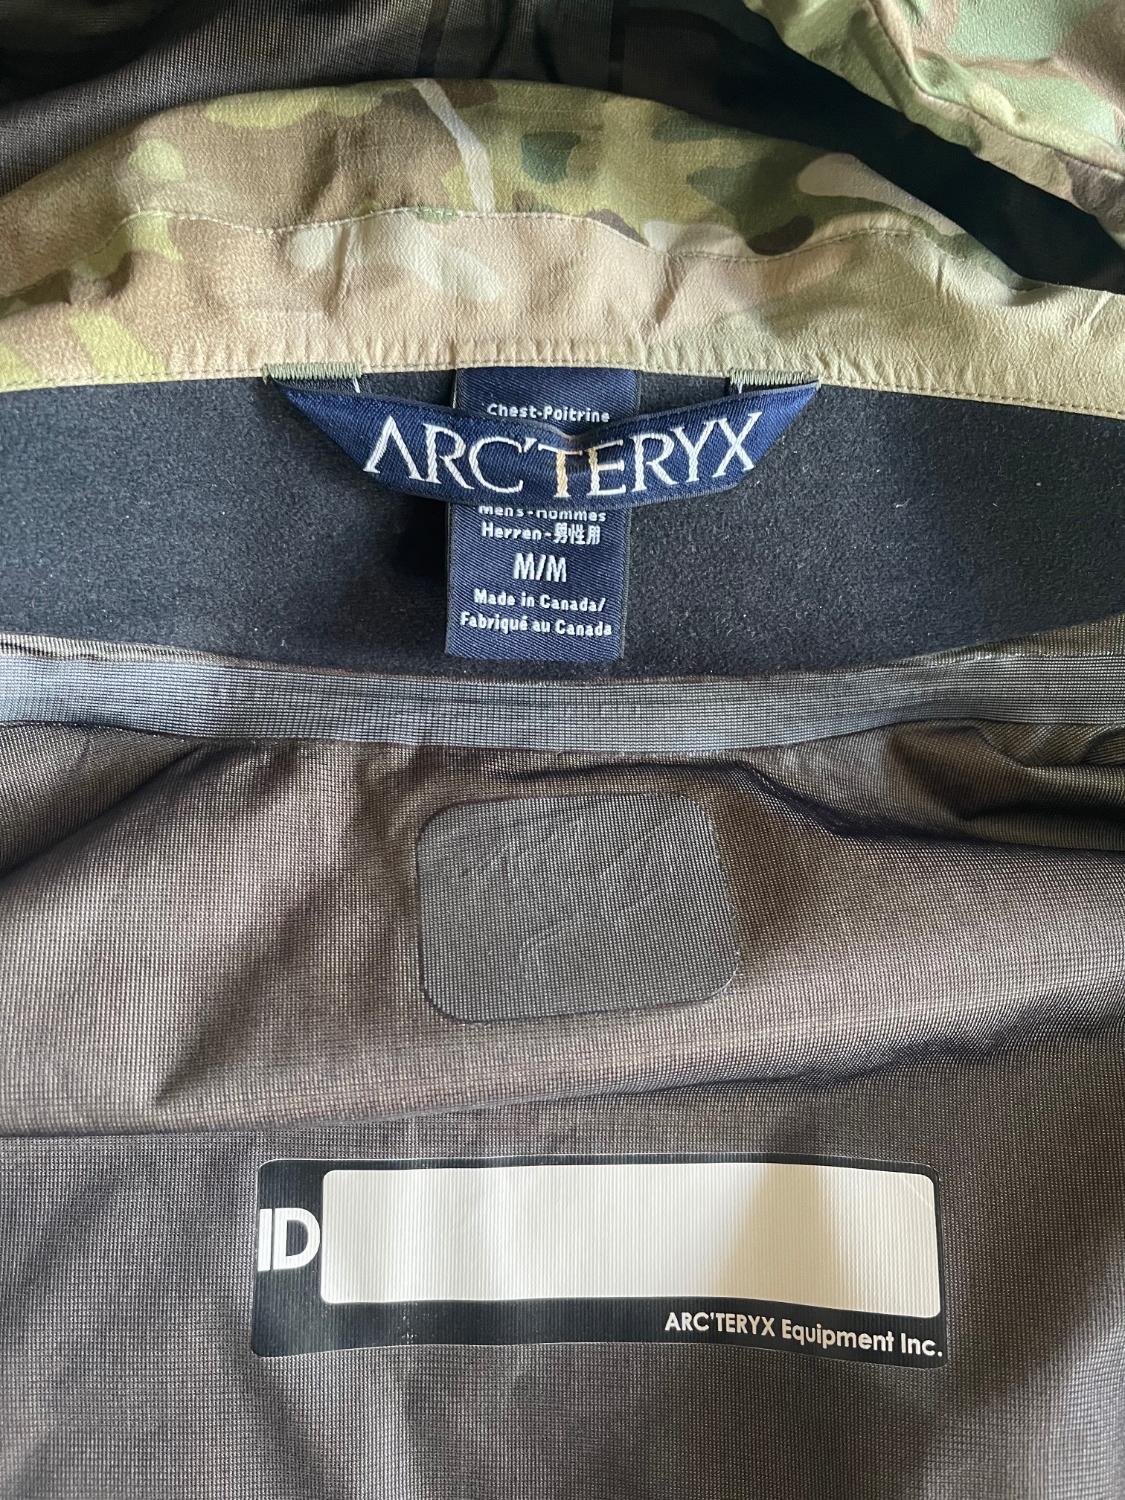 Chest-Poitrine
ARC'TERYX
Mens-Hommes
Herren-男性用
M/M
Made in Canada/
Fabriqué au Canada
ID
ARC'TERYX Equipment Inc.